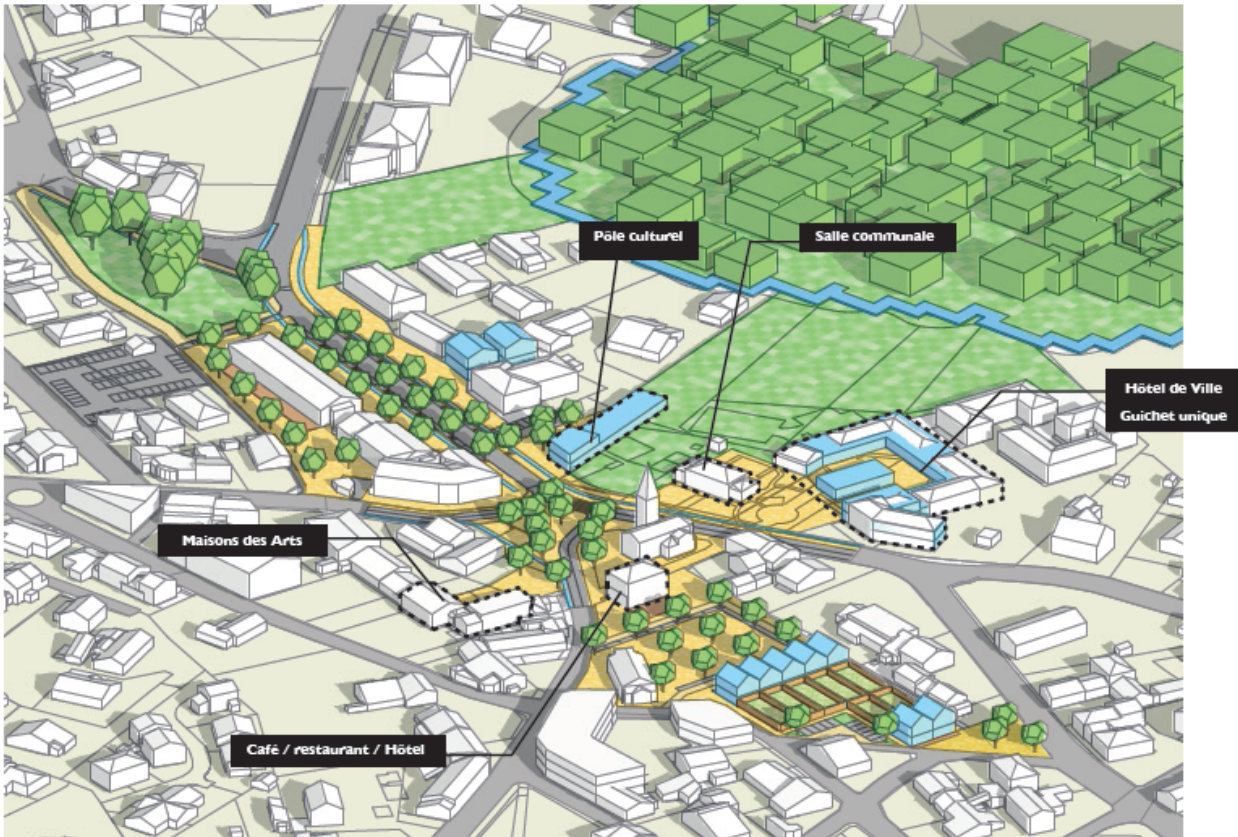 Pôle culturel
Salle communale
Hôtel de Ville
Guichet unique
Maisons des Arts
Café / restaurant / Hôtel